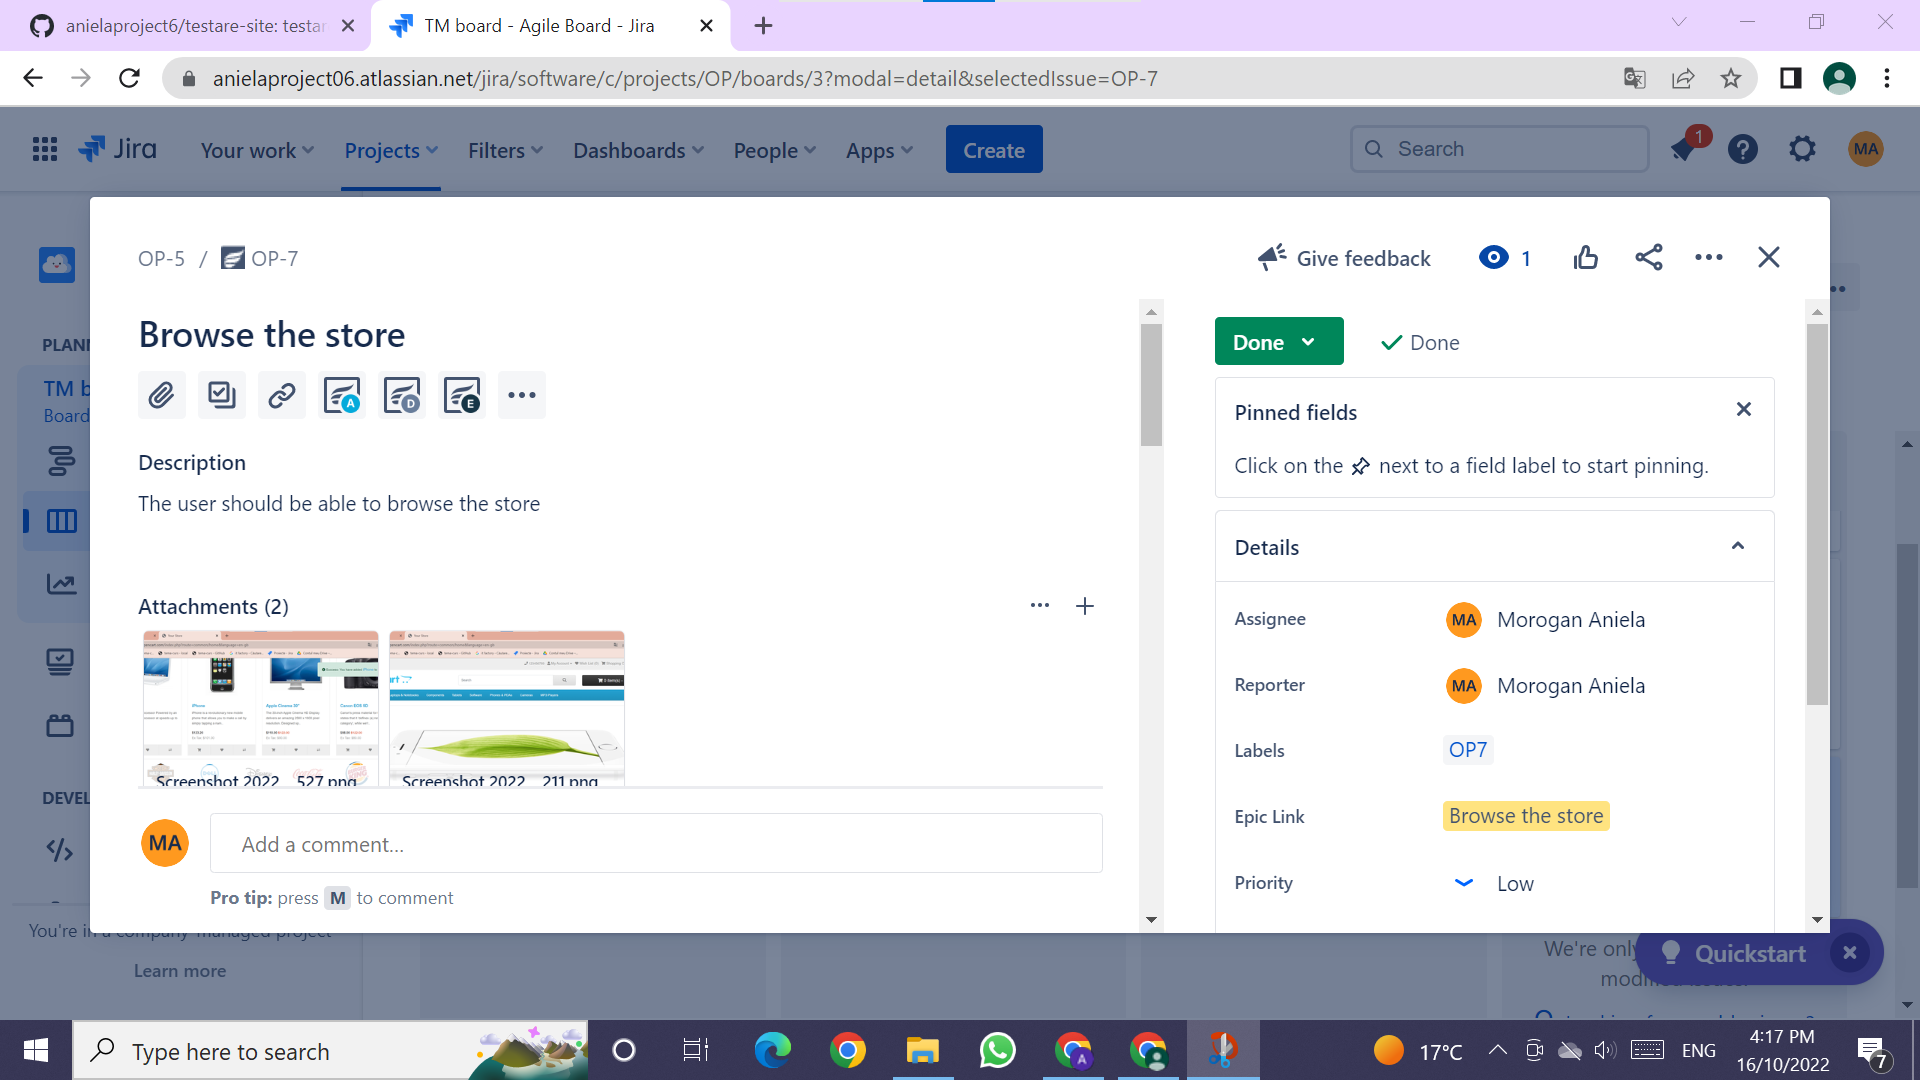 anielaproject6/testare-site: testar
TM board - Agile Board - Jira
anielaproject06.atlassian.net/jira/software/c/projects/OP/boards/3?modal=detail&selectedIssue=OP-7
Jira
Your work
Projects
Filters
Dashboards
People
Apps
Create
Search
1
MA
OP-5 / OP-7
Give feedback
1
Browse the store
A
D
E
Description
The user should be able to browse the store
Attachments (2)
Screenshot 2022 ... 527.png
Screenshot 2022 ... 211.png
MA
Add a comment...
Pro tip: press M to comment
Done
Done
Pinned fields
Click on the next to a field label to start pinning.
Details
Assignee
MA Morogan Aniela
Reporter
MA Morogan Aniela
Labels
OP7
Epic Link
Browse the store
Priority
Low
PLANN
TM b
Board
DEVEL
You're in a company-managed project
Learn more
We're only
Quickstart
Type here to search
A
17°C
ENG
4:17 PM
16/10/2022
7